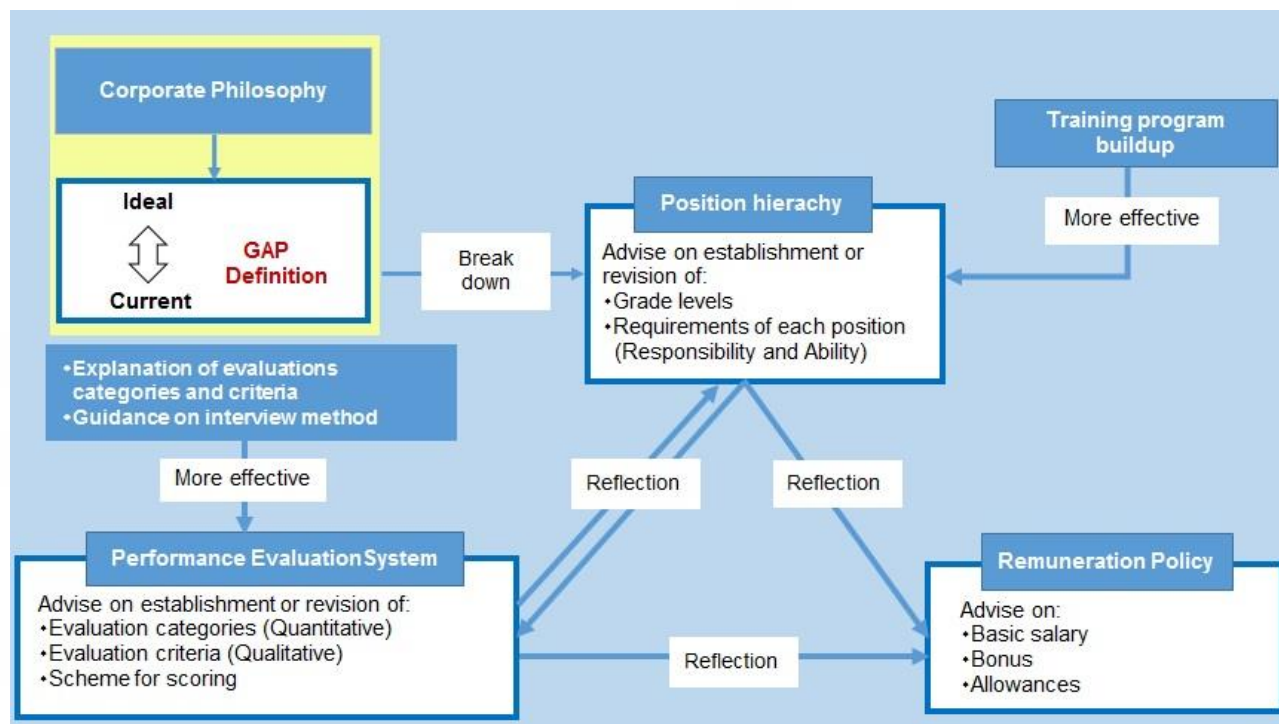 Corporate Philosophy
Ideal
GAP
Definition
Current
Break
down
Position hierachy
Advise on establishment or
revision of:
•Grade levels
•Requirements of each position
(Responsibility and Ability)
Training program
buildup
More effective
•Explanation of evaluations
categories and criteria
•Guidance on interview method
More effective
Reflection
Reflection
Performance Evaluation System
Advise on establishment or revision of:
•Evaluation categories (Quantitative)
•Evaluation criteria (Qualitative)
•Scheme for scoring
Reflection
Remuneration Policy
Advise on:
•Basic salary
•Bonus
•Allowances